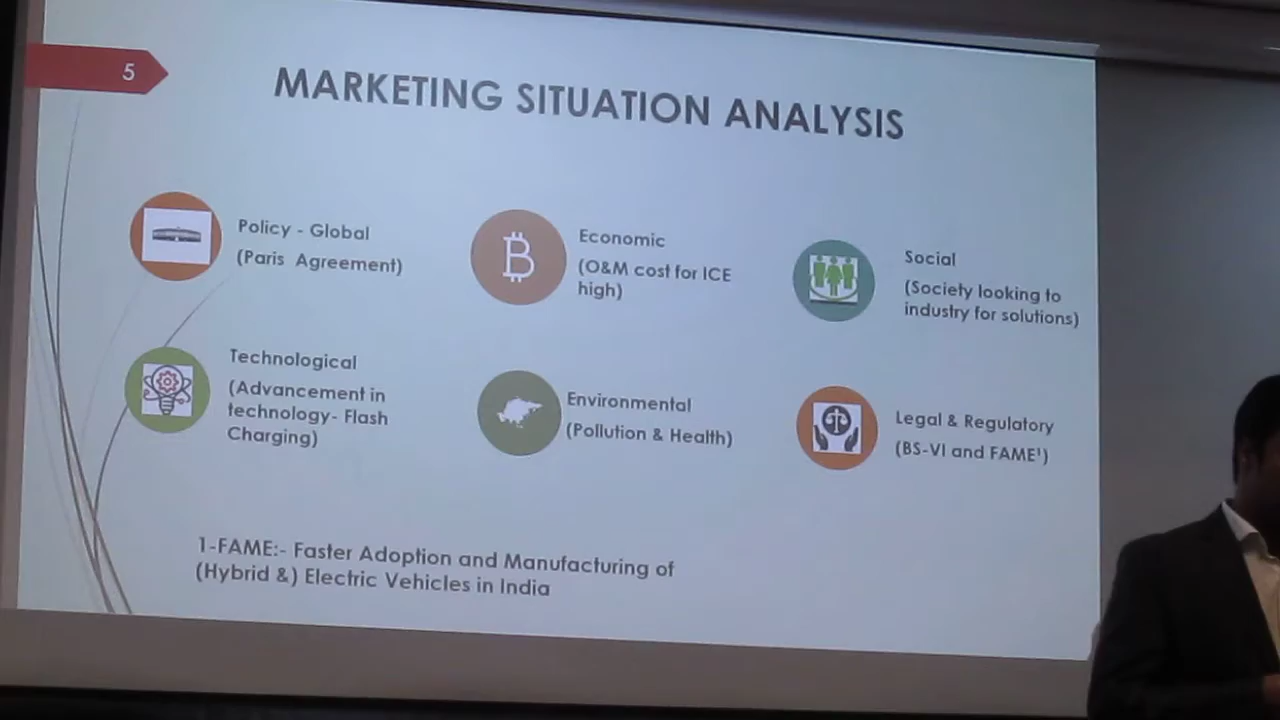 5
MARKETING SITUATION ANALYSIS
Policy - Global
(Paris Agreement)
Economic
(O&M cost for ICE
high)
Social
(Society looking to
industry for solutions)
Technological
(Advancement in
technology- Flash
Charging)
Environmental
(Pollution & Health)
Legal & Regulatory
(BS-VI and FAME¹)
1-FAME:- Faster Adoption and Manufacturing of
(Hybrid &) Electric Vehicles in India